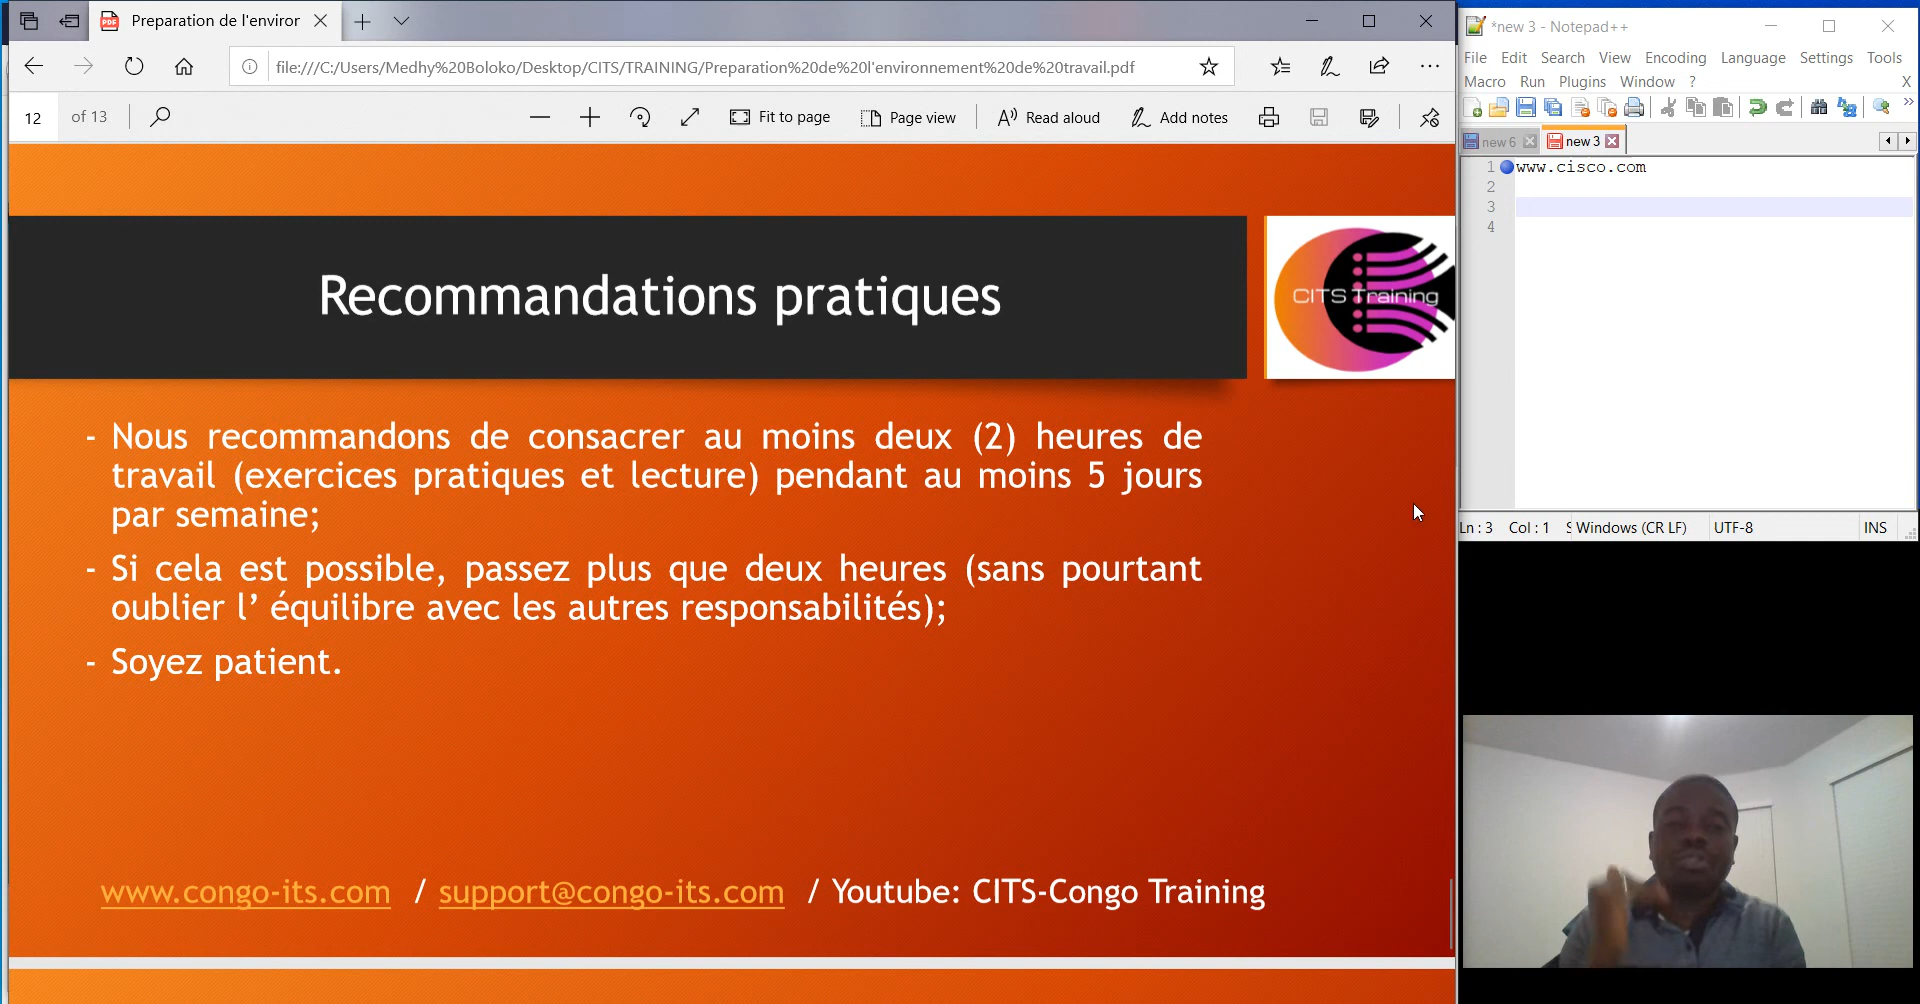 Preparation de l'environ
file:///C:/Users/Medhy%20Boloko/Desktop/CITS/TRAINING/Preparation%20de%20l'environnement%20de%20travail.pdf
12 of 13
Fit to page
Page view
Read aloud
Add notes
Recommandations pratiques
CITS Training
- Nous recommandons de consacrer au moins deux (2) heures de
travail (exercices pratiques et lecture) pendant au moins 5 jours
par semaine;
- Si cela est possible, passez plus que deux heures (sans pourtant
oublier l' équilibre avec les autres responsabilités);
- Soyez patient.
www.congo-its.com / support@congo-its.com / Youtube: CITS-Congo Training
*new 3 - Notepad++
File Edit Search View Encoding Language Settings Tools
Macro Run Plugins Window ? X
new 6 new 3
1 www.cisco.com
2
3
4
Ln : 3 Col : 1 S Windows (CR LF) UTF-8 INS